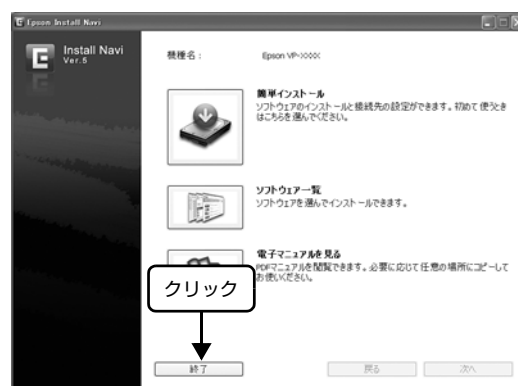 Epson Install Navi
Install Navi
Ver.5
機種名：
Epson VP-XXXX
簡単インストール
ソフトウェアのインストールと接続先の設定ができます。初めて使うとき
はこちらを選んでください。
ソフトウェア一覧
ソフトウェアを選んでインストールできます。
電子マニュアルを見る
PDFマニュアルを閲覧できます。必要に応じて任意の場所にコピーして
お使いください。
クリック
終了
戻る
次へ